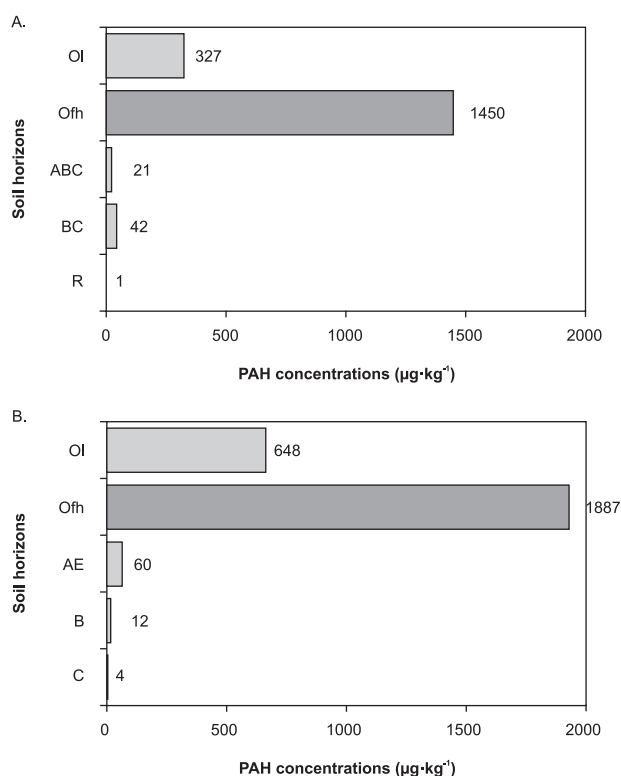 A.
Ol 327
Ofh 1450
ABC 21
BC 42
R 1
Soil horizons
0 500 1000 1500 2000
PAH concentrations (µg·kg⁻¹)
B.
Ol 648
Ofh 1887
AE 60
B 12
C 4
Soil horizons
0 500 1000 1500 2000
PAH concentrations (µg·kg⁻¹)